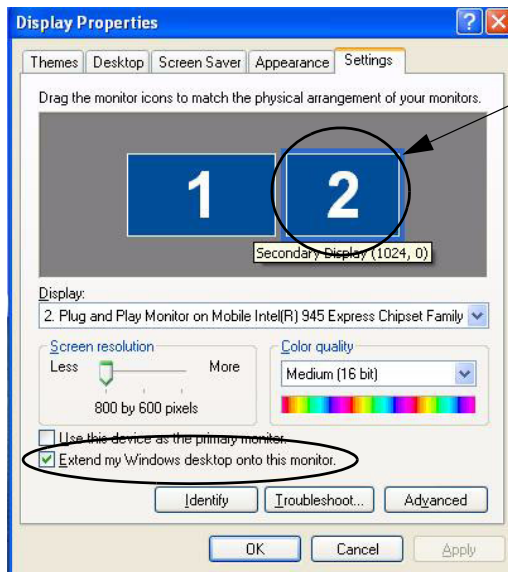 Display Properties
Themes Desktop Screen Saver Appearance Settings
Drag the monitor icons to match the physical arrangement of your monitors.
1 2
Secondary Display (1024, 0)
Display:
2. Plug and Play Monitor on Mobile Intel(R) 945 Express Chipset Family
Screen resolution Color quality
Less More Medium (16 bit)
800 by 600 pixels
Use this device as the primary monitor.
Extend my Windows desktop onto this monitor.
Identify Troubleshoot... Advanced
OK Cancel Apply